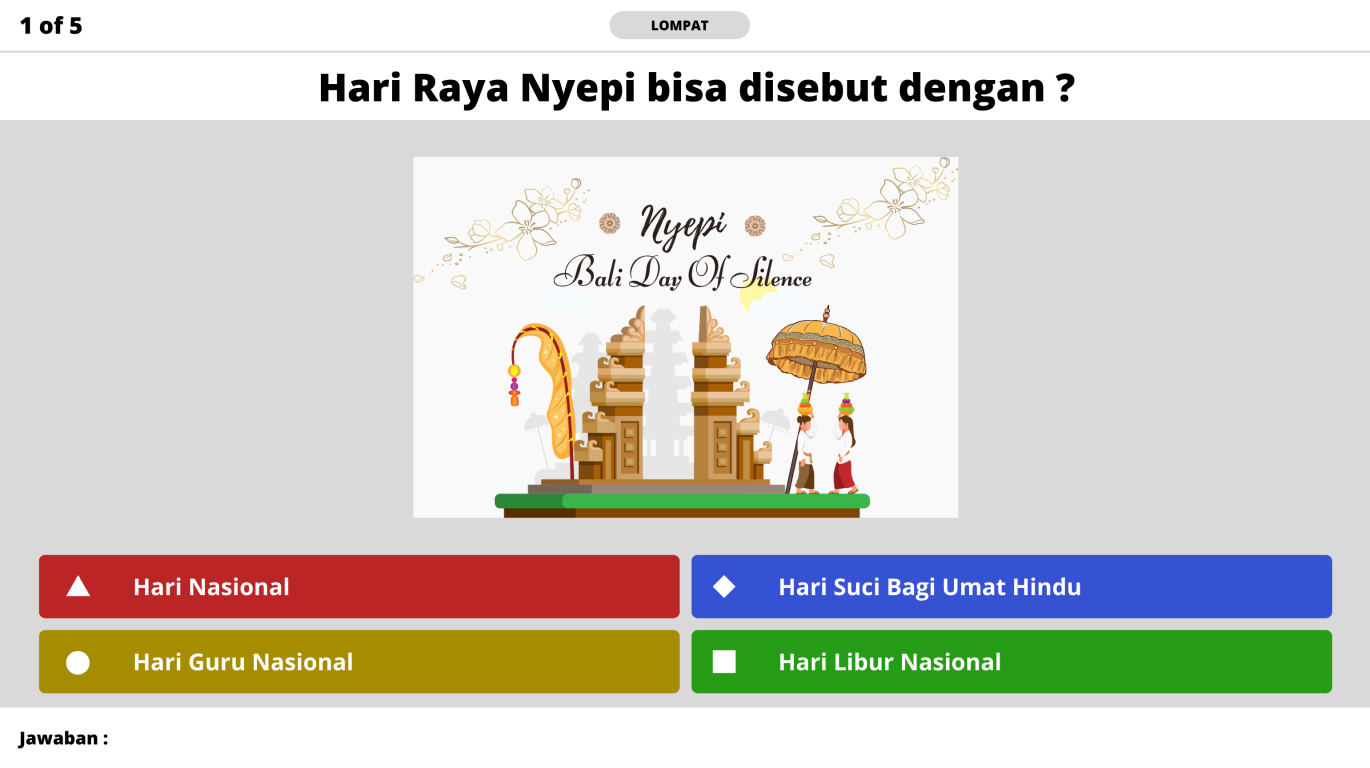 1 of 5
LOMPAT
Hari Raya Nyepi bisa disebut dengan ?
Nyepi
Bali Day Of Silence
Hari Nasional
Hari Suci Bagi Umat Hindu
Hari Guru Nasional
Hari Libur Nasional
Jawaban :